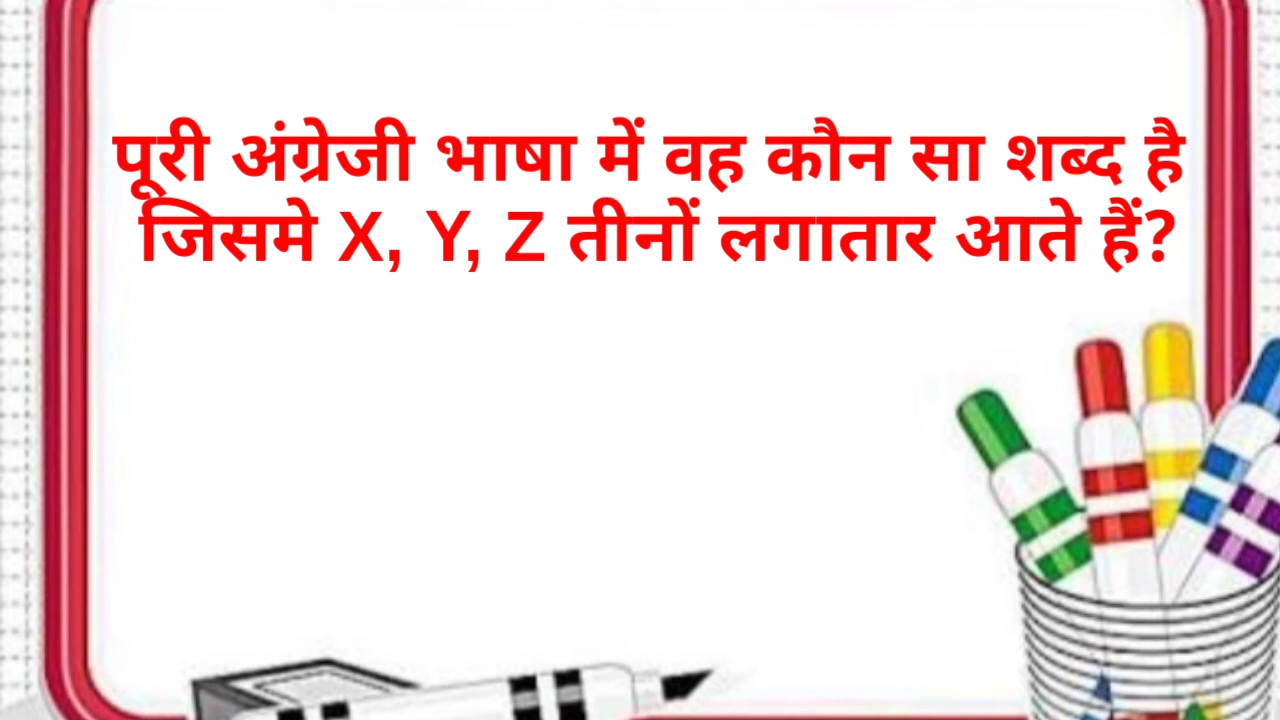 पूरी अंग्रेजी भाषा में वह कौन सा शब्द है
जिसमे X, Y, Z तीनों लगातार आते हैं?